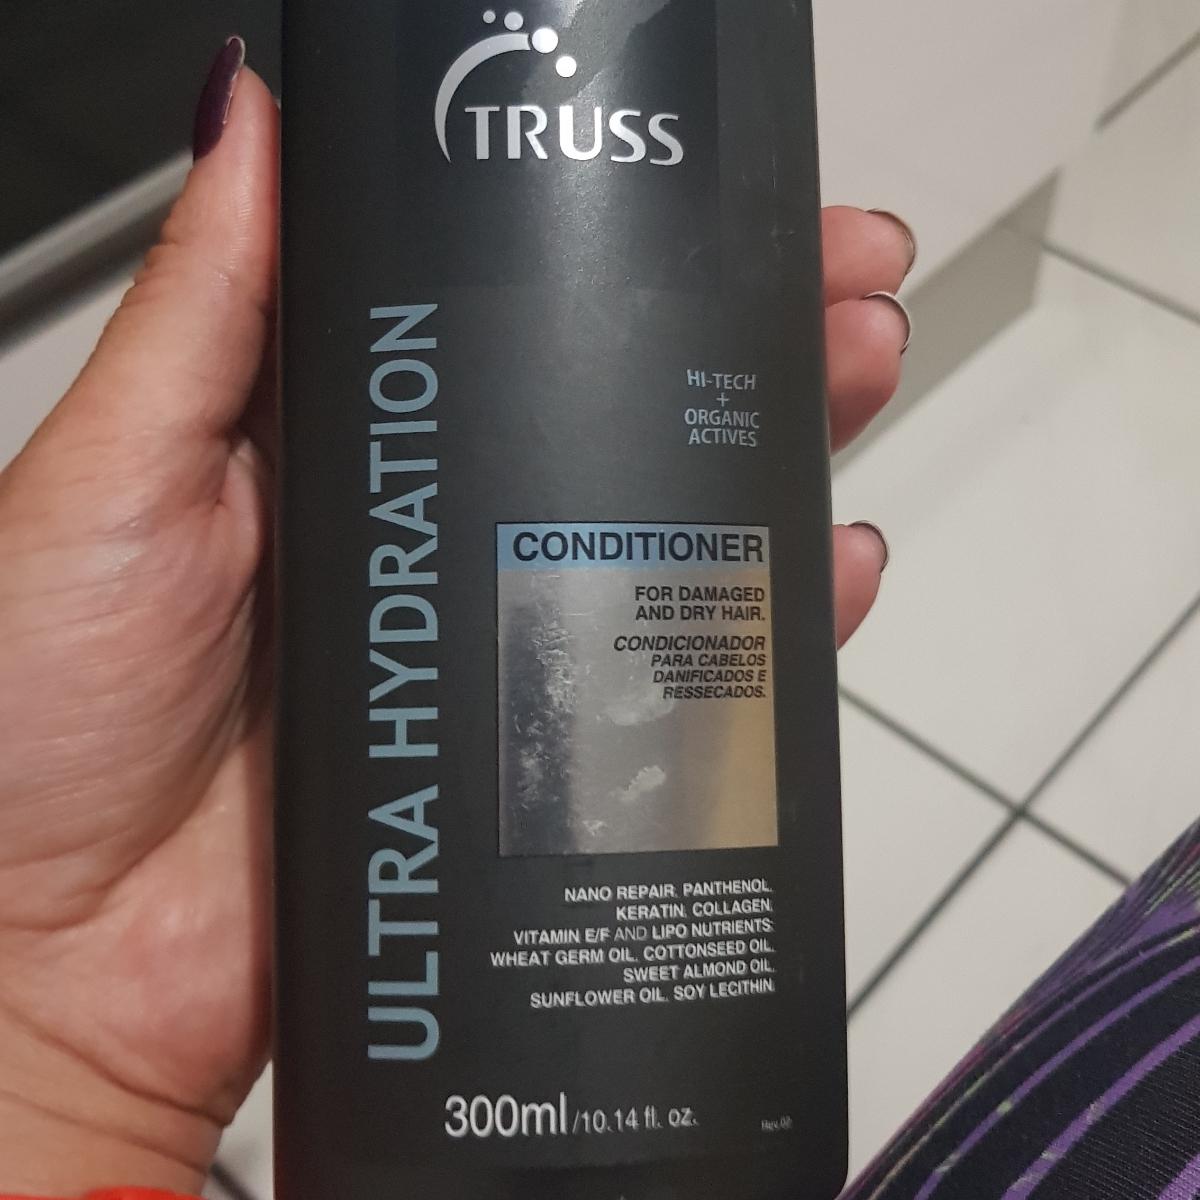 TRUSS
ULTRA HYDRATION
HI-TECH
+
ORGANIC
ACTIVES
CONDITIONER
FOR DAMAGED
AND DRY HAIR.
CONDICIONADOR
PARA CABELOS
DANIFICADOS E
RESSECADOS.
NANO REPAIR, PANTHENOL,
KERATIN, COLLAGEN,
VITAMIN E/F AND LIPO NUTRIENTS:
WHEAT GERM OIL, COTTONSEED OIL,
SWEET ALMOND OIL,
SUNFLOWER OIL, SOY LECITHIN.
300ml/10.14 fl. oz.
Rev.02